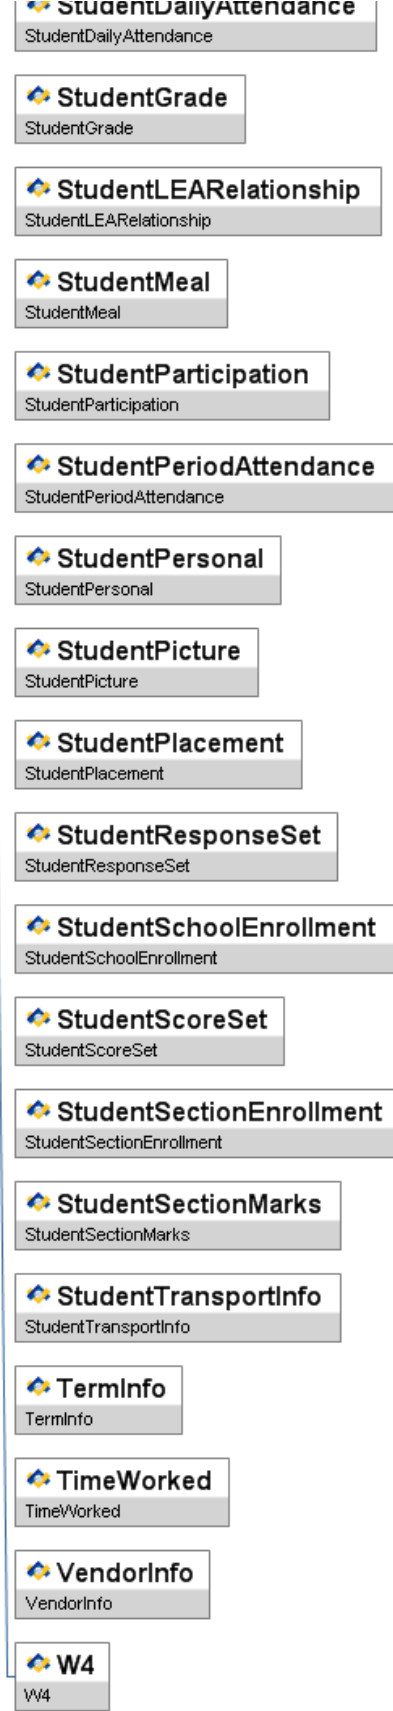 StudentDailyAttendance
StudentDailyAttendance
StudentGrade
StudentGrade
StudentLEARelationship
StudentLEARelationship
StudentMeal
StudentMeal
StudentParticipation
StudentParticipation
StudentPeriodAttendance
StudentPeriodAttendance
StudentPersonal
StudentPersonal
StudentPicture
StudentPicture
StudentPlacement
StudentPlacement
StudentResponseSet
StudentResponseSet
StudentSchoolEnrollment
StudentSchoolEnrollment
StudentScoreSet
StudentScoreSet
StudentSectionEnrollment
StudentSectionEnrollment
StudentSectionMarks
StudentSectionMarks
StudentTransportInfo
StudentTransportInfo
TermInfo
TermInfo
TimeWorked
TimeWorked
VendorInfo
VendorInfo
W4
W4